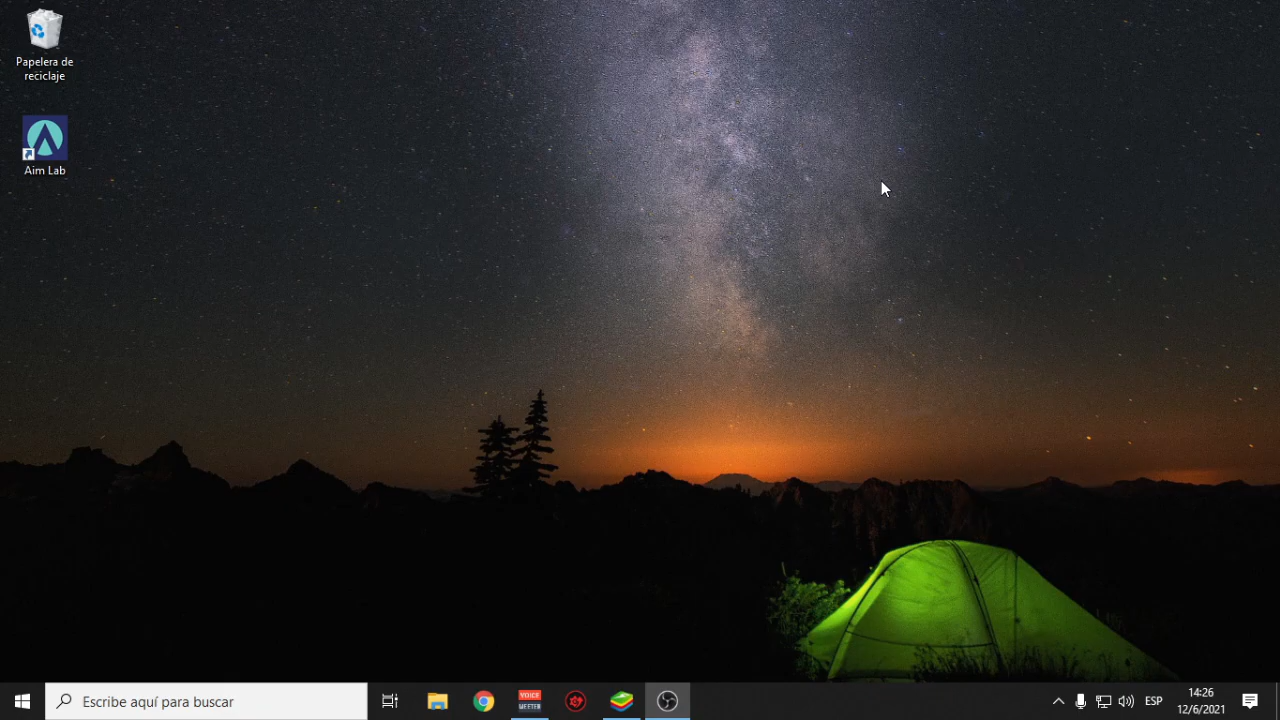 Papelera de
reciclaje
Aim Lab
Escribe aquí para buscar
VOICE
MEETER
ESP
14:26
12/6/2021